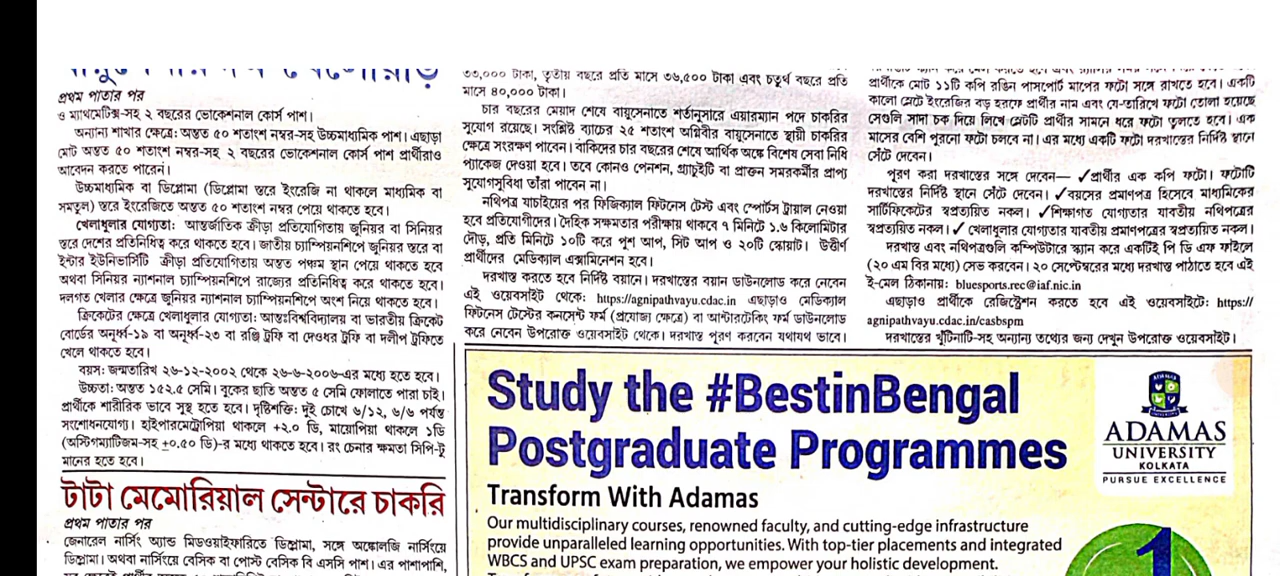 প্রথম পাতার পর
ও ম্যাথমেটিক্স-সহ ২ বছরের ভোকেশনাল কোর্স পাশ।
অন্যান্য শাখার ক্ষেত্রে: অন্তত ৫০ শতাংশ নম্বর-সহ উচ্চমাধ্যমিক পাশ। এছাড়া
মোট অন্তত ৫০ শতাংশ নম্বর-সহ ২ বছরের ভোকেশনাল কোর্স পাশ প্রার্থীরাও
আবেদন করতে পারেন।
উচ্চমাধ্যমিক বা ডিপ্লোমা (ডিপ্লোমা স্তরে ইংরেজি না থাকলে মাধ্যমিক বা
সমতুল) স্তরে ইংরেজিতে অন্তত ৫০ শতাংশ নম্বর পেয়ে থাকতে হবে।
খেলাধুলার যোগ্যতা: আন্তর্জাতিক ক্রীড়া প্রতিযোগিতায় জুনিয়র বা সিনিয়র
স্তরে দেশের প্রতিনিধিত্ব করে থাকতে হবে। জাতীয় চ্যাম্পিয়নশিপে জুনিয়র স্তরে বা
ইন্টার ইউনিভার্সিটি ক্রীড়া প্রতিযোগিতায় অন্তত পঞ্চম স্থান পেয়ে থাকতে হবে
অথবা সিনিয়র ন্যাশনাল চ্যাম্পিয়নশিপে রাজ্যের প্রতিনিধিত্ব করে থাকতে হবে।
দলগত খেলার ক্ষেত্রে জুনিয়র ন্যাশনাল চ্যাম্পিয়নশিপে অংশ নিয়ে থাকতে হবে।
ক্রিকেটের ক্ষেত্রে খেলাধুলার যোগ্যতা: আন্তঃবিশ্ববিদ্যালয় বা ভারতীয় ক্রিকেট
বোর্ডের অনূর্ধ্ব-১৯ বা অনূর্ধ্ব-২৩ বা রঞ্জি ট্রফি বা দেওধর ট্রফি বা দলীপ ট্রফিতে
খেলে থাকতে হবে।
বয়স: জন্মতারিখ ২৬-১২-২০০২ থেকে ২৬-৬-২০০৬-এর মধ্যে হতে হবে।
উচ্চতা: অন্তত ১৫২.৫ সেমি। বুকের ছাতি অন্তত ৫ সেমি ফোলাতে পারা চাই।
প্রার্থীকে শারীরিক ভাবে সুস্থ হতে হবে। দৃষ্টিশক্তি: দুই চোখে ৬/১২, ৬/৬ পর্যন্ত
সংশোধনযোগ্য। হাইপারমেট্রোপিয়া থাকলে +২.০ ডি, মায়োপিয়া থাকলে ১ডি
(অস্টিগম্যাটিজম-সহ ±০.৫০ ডি)-র মধ্যে থাকতে হবে। রং চেনার ক্ষমতা সিপি-টু
মানের হতে হবে।
টাটা মেমোরিয়াল সেন্টারে চাকরি
প্রথম পাতার পর
জেনারেল নার্সিং অ্যান্ড মিডওয়াইফারিতে ডিপ্লোমা, সঙ্গে অঙ্কোলজি নার্সিংয়ে
ডিপ্লোমা। অথবা নার্সিংয়ে বেসিক বা পোস্ট বেসিক বি এসসি পাশ। এর পাশাপাশি,
৩৩,০০০ টাকা, তৃতীয় বছরে প্রতি মাসে ৩৬,৫০০ টাকা এবং চতুর্থ বছরে প্রতি
মাসে ৪০,০০০ টাকা।
চার বছরের মেয়াদ শেষে বায়ুসেনাতে শর্তানুসারে এয়ারম্যান পদে চাকরির
সুযোগ রয়েছে। সংশ্লিষ্ট ব্যাচের ২৫ শতাংশ অগ্নিবীর বায়ুসেনাতে স্থায়ী চাকরির
ক্ষেত্রে সংরক্ষণ পাবেন। বাকিদের চার বছরের শেষে আর্থিক অঙ্কে বিশেষ সেবা নিধি
প্যাকেজ দেওয়া হবে। তবে কোনও পেনশন, গ্র্যাচুইটি বা প্রাক্তন সমরকর্মীর প্রাপ্য
সুযোগসুবিধা তাঁরা পাবেন না।
নথিপত্র যাচাইয়ের পর ফিজিক্যাল ফিটনেস টেস্ট এবং স্পোর্টস ট্রায়াল নেওয়া
হবে প্রতিযোগীদের। দৈহিক সক্ষমতার পরীক্ষায় থাকবে ৭ মিনিটে ১.৬ কিলোমিটার
দৌড়, প্রতি মিনিটে ১০টি করে পুশ আপ, সিট আপ ও ২০টি স্কোয়াট। উত্তীর্ণ
প্রার্থীদের মেডিক্যাল এক্সামিনেশন হবে।
দরখাস্ত করতে হবে নির্দিষ্ট বয়ানে। দরখাস্তের বয়ান ডাউনলোড করে নেবেন
এই ওয়েবসাইট থেকে: https://agnipathvayu.cdac.in এছাড়াও মেডিক্যাল
ফিটনেস টেস্টের কনসেন্ট ফর্ম (প্রযোজ্য ক্ষেত্রে) বা আন্ডারটেকিং ফর্ম ডাউনলোড
করে নেবেন উপরোক্ত ওয়েবসাইট থেকে। দরখাস্ত পূরণ করবেন যথাযথ ভাবে।
প্রার্থীকে মোট ১১টি কপি রঙিন পাসপোর্ট মাপের ফটো সঙ্গে রাখতে হবে। একটি
কালো স্লেটে ইংরেজির বড় হরফে প্রার্থীর নাম এবং যে-তারিখে ফটো তোলা হয়েছে
সেগুলি সাদা চক দিয়ে লিখে স্লেটটি প্রার্থীর সামনে ধরে ফটো তুলতে হবে। এক
মাসের বেশি পুরনো ফটো চলবে না। এর মধ্যে একটি ফটো দরখাস্তের নির্দিষ্ট স্থানে
সেঁটে দেবেন।
পূরণ করা দরখাস্তের সঙ্গে দেবেন— ✓প্রার্থীর এক কপি ফটো। ফটোটি
দরখাস্তের নির্দিষ্ট স্থানে সেঁটে দেবেন। ✓বয়সের প্রমাণপত্র হিসেবে মাধ্যমিকের
সার্টিফিকেটের স্বপ্রত্যয়িত নকল। ✓শিক্ষাগত যোগ্যতার যাবতীয় নথিপত্রের
স্বপ্রত্যয়িত নকল। ✓ খেলাধুলার যোগ্যতার যাবতীয় প্রমাণপত্রের স্বপ্রত্যয়িত নকল।
দরখাস্ত এবং নথিপত্রগুলি কম্পিউটারে স্ক্যান করে একটিই পি ডি এফ ফাইলে
(২০ এম বির মধ্যে) সেভ করবেন। ২০ সেপ্টেম্বরের মধ্যে দরখাস্ত পাঠাতে হবে এই
ই-মেল ঠিকানায়: bluesports.rec@iaf.nic.in
এছাড়াও প্রার্থীকে রেজিস্ট্রেশন করতে হবে এই ওয়েবসাইটে: https://
agnipathvayu.cdac.in/casbspm
দরখাস্তের খুঁটিনাটি-সহ অন্যান্য তথ্যের জন্য দেখুন উপরোক্ত ওয়েবসাইট।
Study the #BestinBengal
Postgraduate Programmes
Transform With Adamas
Our multidisciplinary courses, renowned faculty, and cutting-edge infrastructure
provide unparalleled learning opportunities. With top-tier placements and integrated
WBCS and UPSC exam preparation, we empower your holistic development.
ADAMAS
UNIVERSITY
KOLKATA
PURSUE EXCELLENCE
1